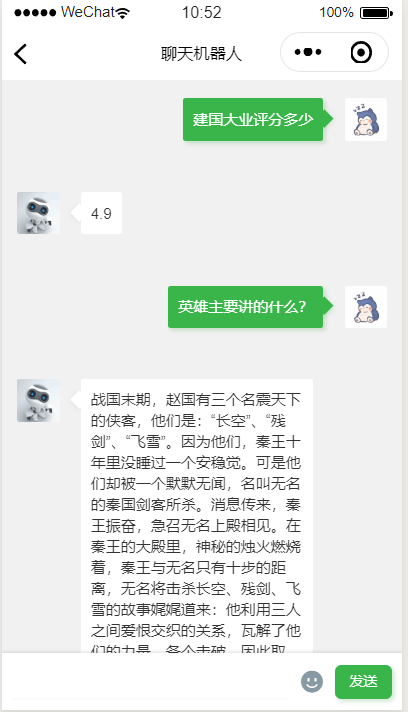 ●●●●● WeChat 10:52 100%
聊天机器人
建国大业评分多少
4.9
英雄主要讲的什么?
战国末期，赵国有三个名震天下
的侠客，他们是：“长空”、“残
剑”、“飞雪”。因为他们，秦王十
年里没睡过一个安稳觉。可是他
们却被一个默默无闻，名叫无名
的秦国剑客所杀。消息传来，秦
王振奋，急召无名上殿相见。在
秦王的大殿里，神秘的烛火燃烧
着，秦王与无名只有十步的距
离，无名将击杀长空、残剑、飞
雪的故事娓娓道来：他利用三人
之间爱恨交织的关系，瓦解了他
们的力量，各个击破，因此取
发送